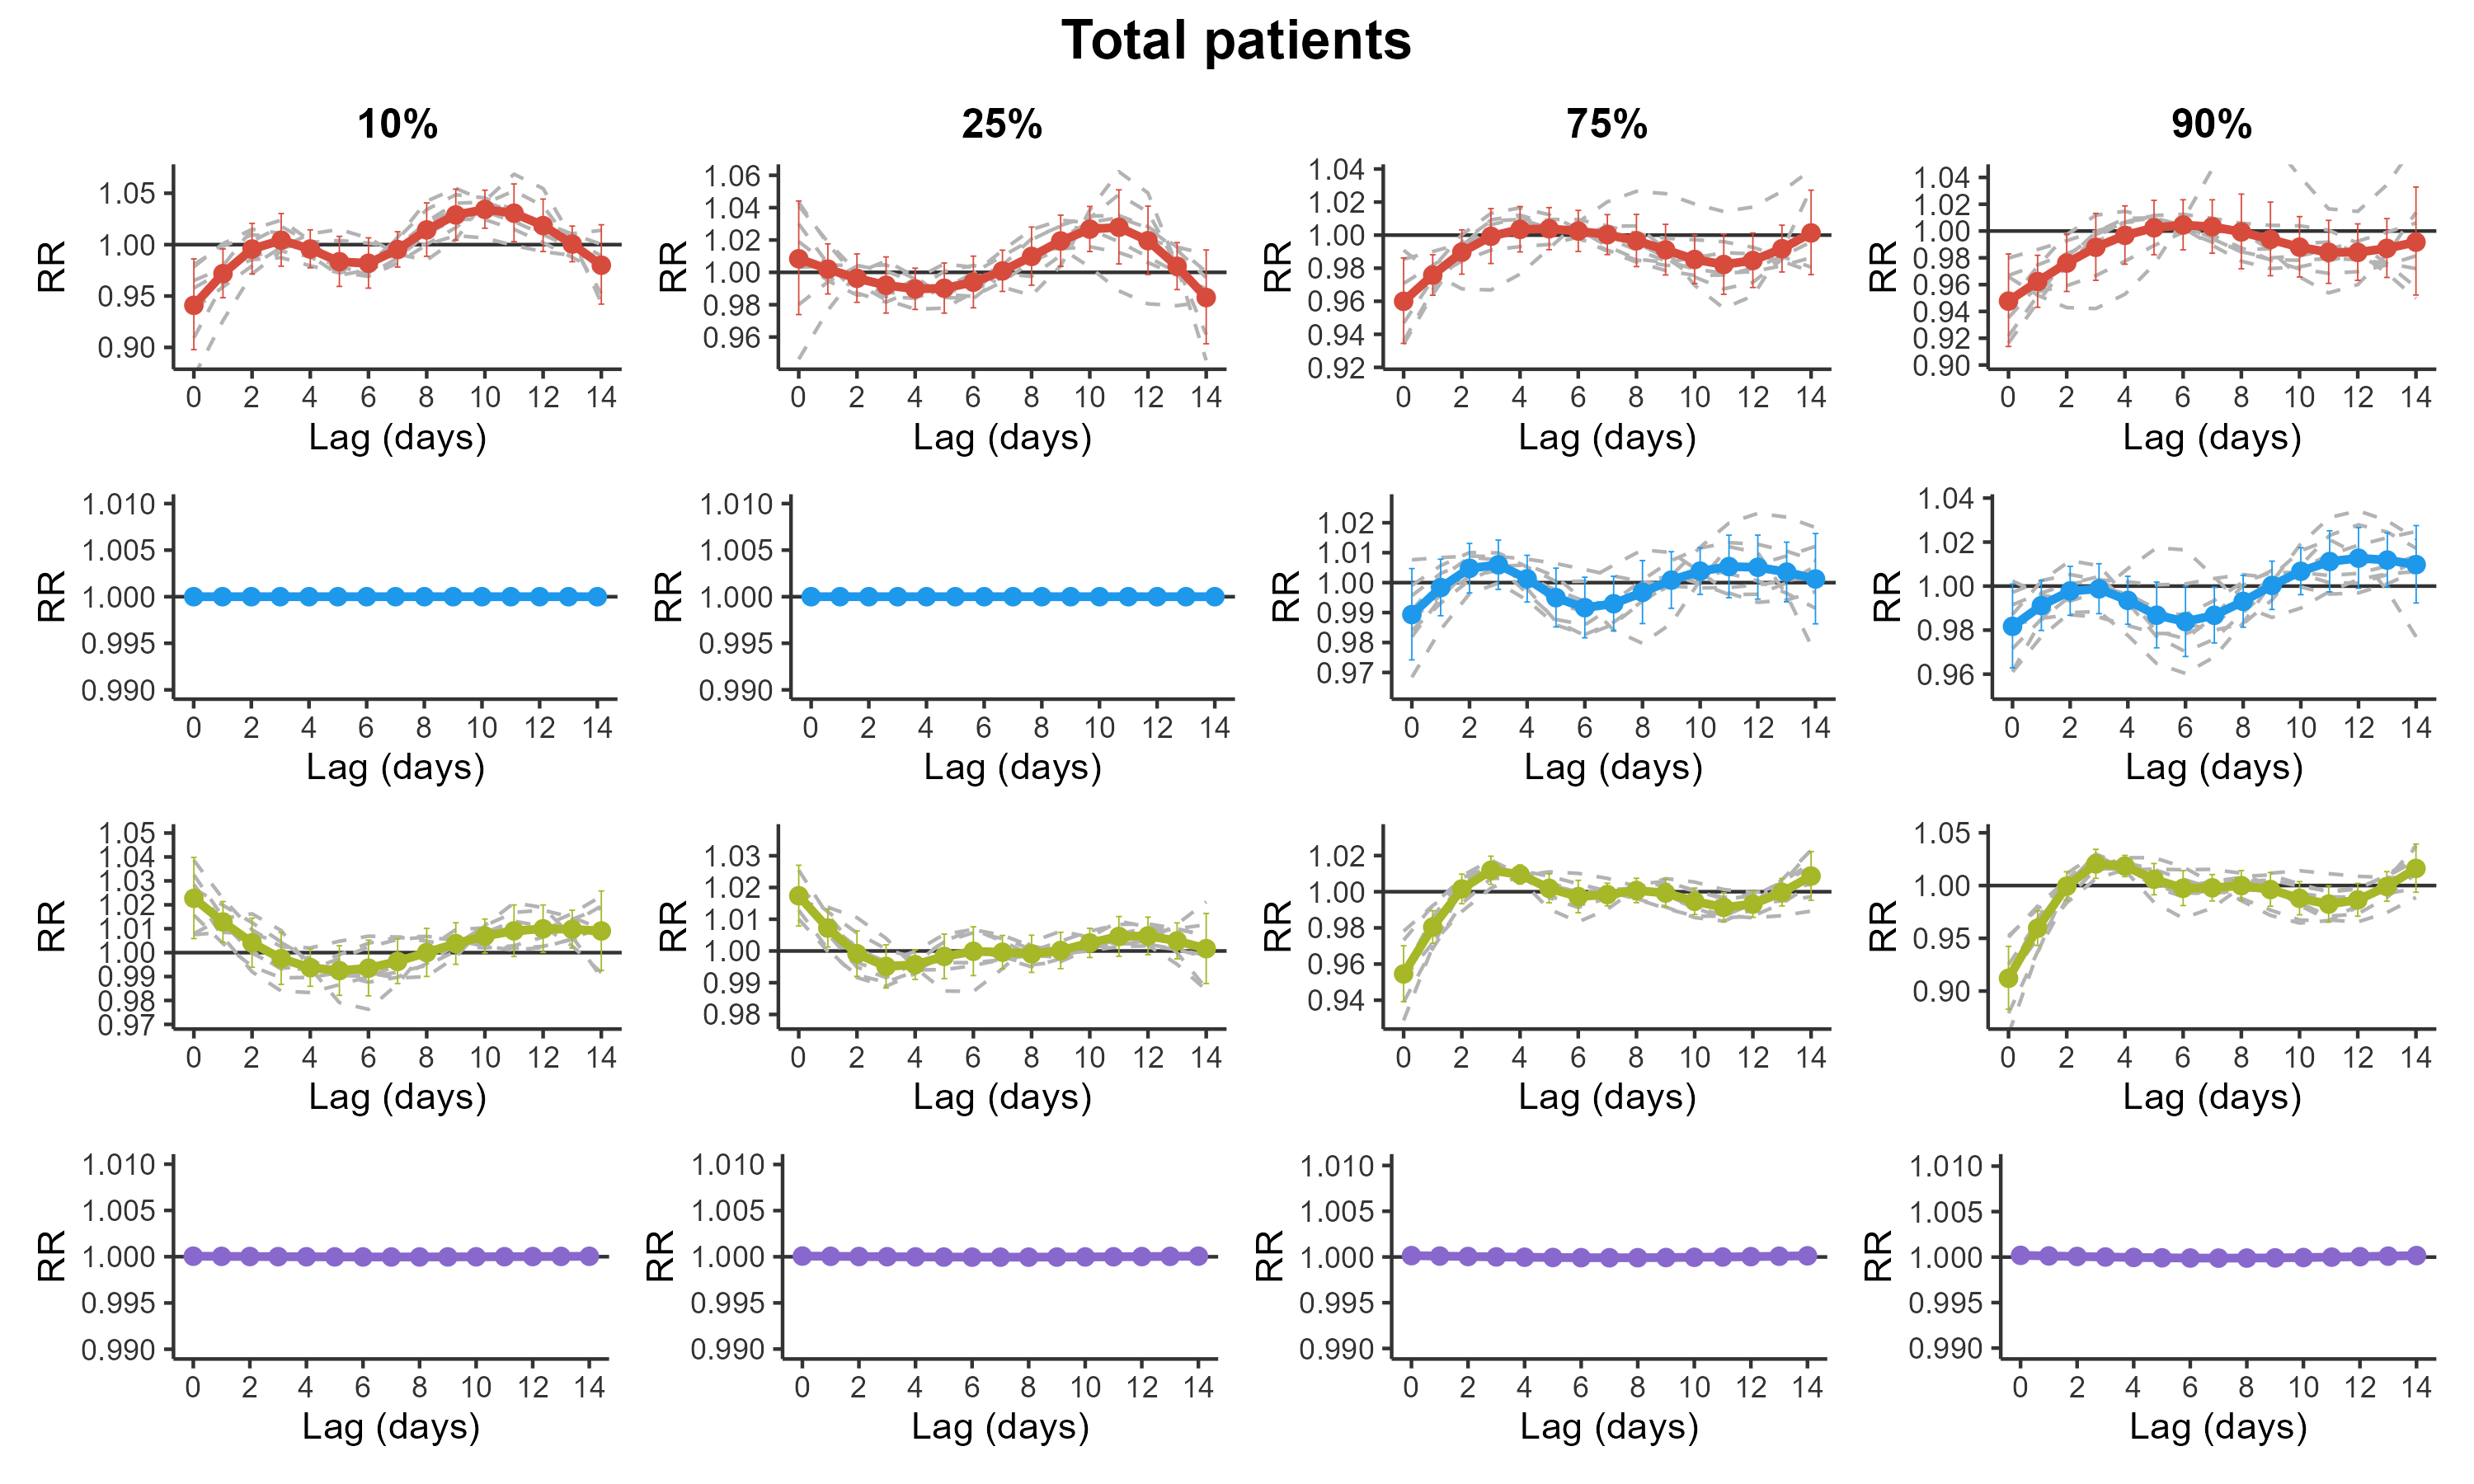 Total patients
10% 25% 75% 90%
RR 1.05 1.00 0.95 0.90
0 2 4 6 8 10 12 14
Lag (days)
RR 1.06 1.04 1.02 1.00 0.98 0.96
0 2 4 6 8 10 12 14
Lag (days)
RR 1.04 1.02 1.00 0.98 0.96 0.94 0.92
0 2 4 6 8 10 12 14
Lag (days)
RR 1.04 1.02 1.00 0.98 0.96 0.94 0.92 0.90
0 2 4 6 8 10 12 14
Lag (days)
RR 1.010 1.005 1.000 0.995 0.990
0 2 4 6 8 10 12 14
Lag (days)
RR 1.010 1.005 1.000 0.995 0.990
0 2 4 6 8 10 12 14
Lag (days)
RR 1.02 1.01 1.00 0.99 0.98 0.97
0 2 4 6 8 10 12 14
Lag (days)
RR 1.04 1.02 1.00 0.98 0.96
0 2 4 6 8 10 12 14
Lag (days)
RR 1.05 1.04 1.03 1.02 1.01 1.00 0.99 0.98 0.97
0 2 4 6 8 10 12 14
Lag (days)
RR 1.03 1.02 1.01 1.00 0.99 0.98
0 2 4 6 8 10 12 14
Lag (days)
RR 1.02 1.00 0.98 0.96 0.94
0 2 4 6 8 10 12 14
Lag (days)
RR 1.05 1.00 0.95 0.90
0 2 4 6 8 10 12 14
Lag (days)
RR 1.010 1.005 1.000 0.995 0.990
0 2 4 6 8 10 12 14
Lag (days)
RR 1.010 1.005 1.000 0.995 0.990
0 2 4 6 8 10 12 14
Lag (days)
RR 1.010 1.005 1.000 0.995 0.990
0 2 4 6 8 10 12 14
Lag (days)
RR 1.010 1.005 1.000 0.995 0.990
0 2 4 6 8 10 12 14
Lag (days)